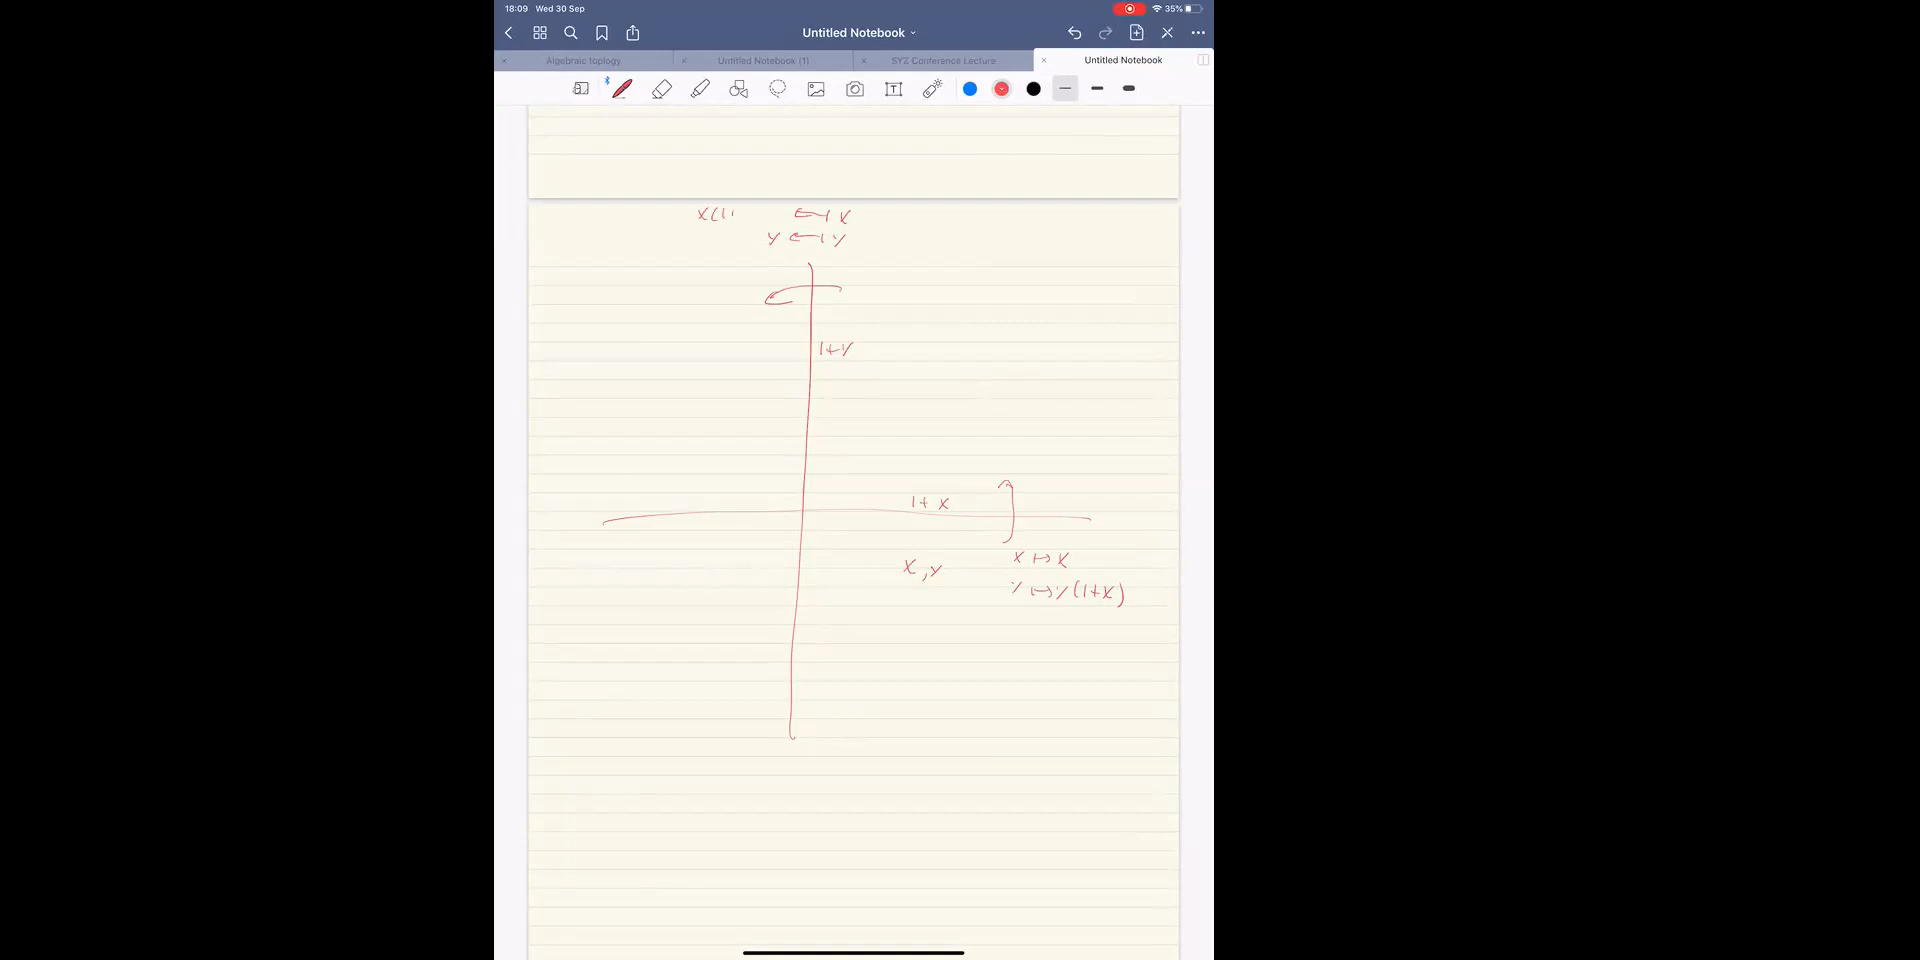 18:09 Wed 30 Sep 35%
Untitled Notebook
Algebraic toplogy Untitled Notebook (1) SYZ Conference Lecture Untitled Notebook
T
x(1 ↤ x
y ↤ y
1+y
1+x
x ↦ x
x, y
y ↦ y(1+x)